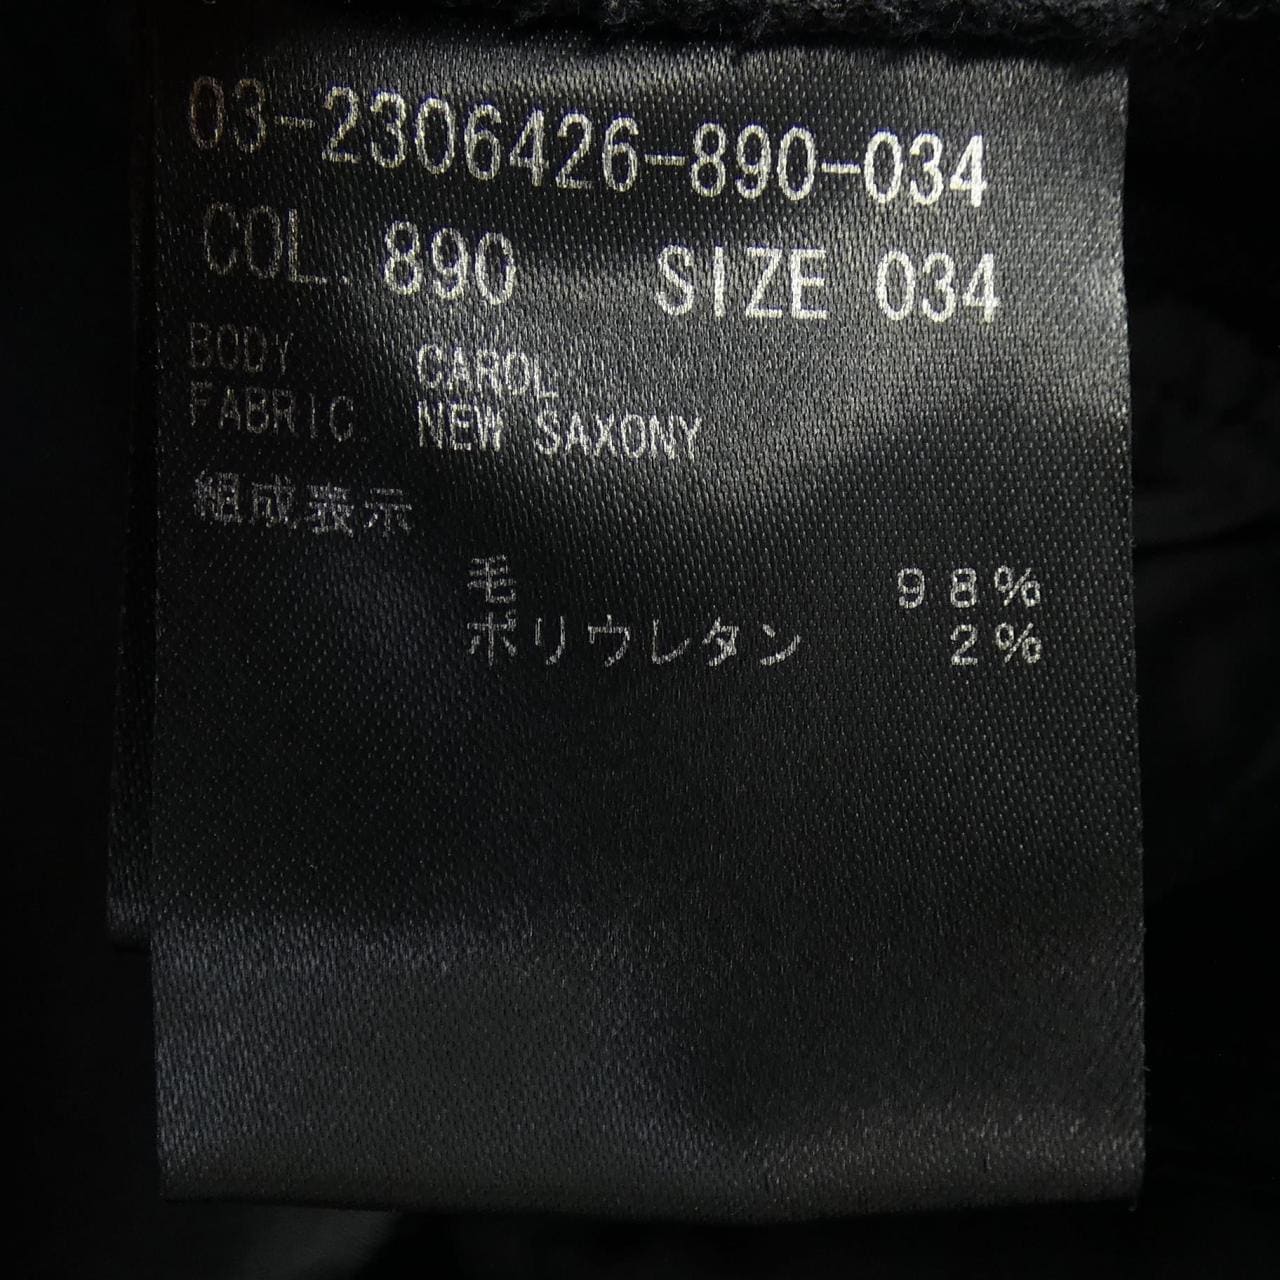 03-2306426-890-034
COL. 890 SIZE 034
BODY CAROL
FABRIC NEW SAXONY
組成表示
毛 98%
ポリウレタン 2%